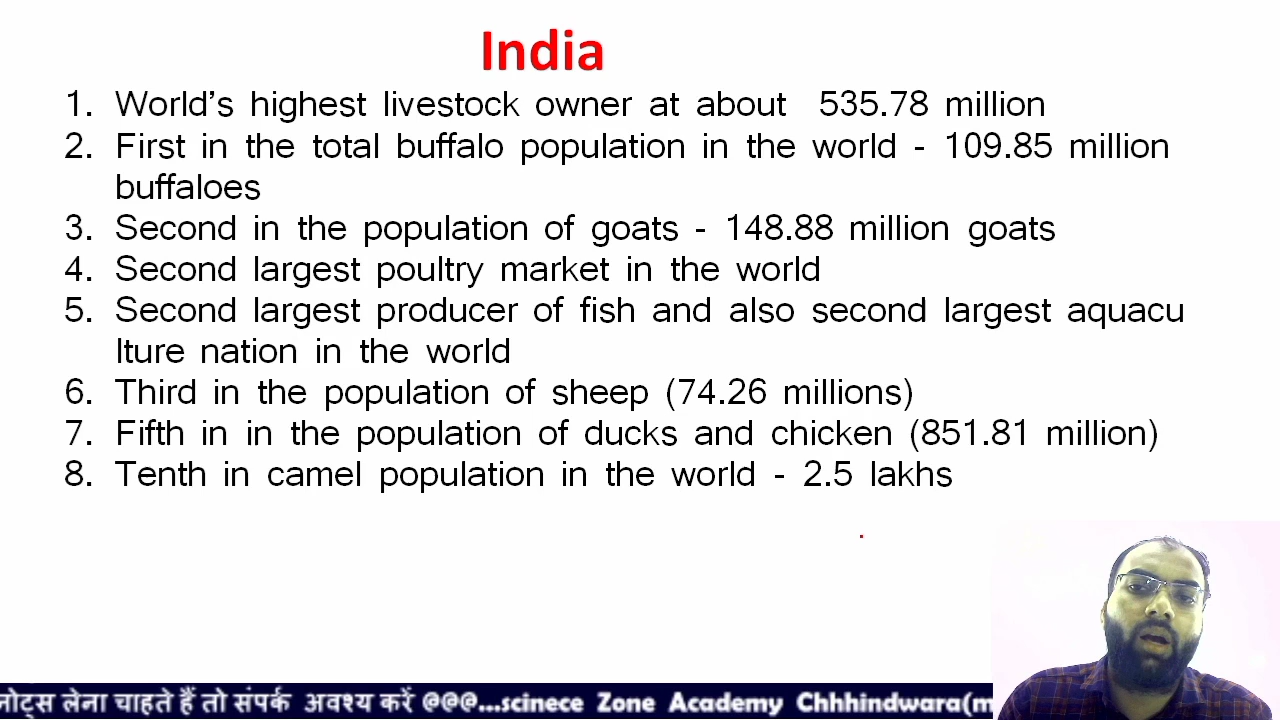 India
1. World’s highest livestock owner at about 535.78 million
2. First in the total buffalo population in the world - 109.85 million
buffaloes
3. Second in the population of goats - 148.88 million goats
4. Second largest poultry market in the world
5. Second largest producer of fish and also second largest aquacu
lture nation in the world
6. Third in the population of sheep (74.26 millions)
7. Fifth in in the population of ducks and chicken (851.81 million)
8. Tenth in camel population in the world - 2.5 lakhs
नोट्स लेना चाहते हैं तो संपर्क अवश्य करें @@@...scinece Zone Academy Chhhindwara(m